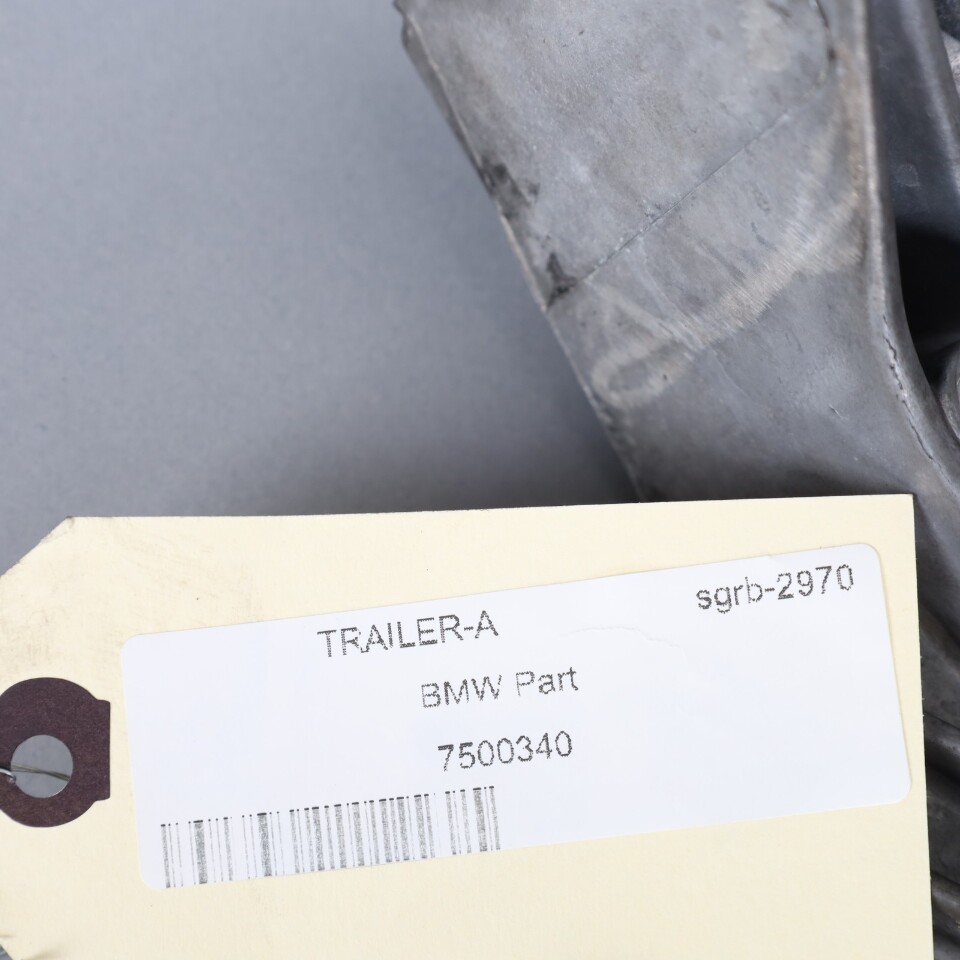 sgrb-2970
TRAILER-A
BMW Part
7500340